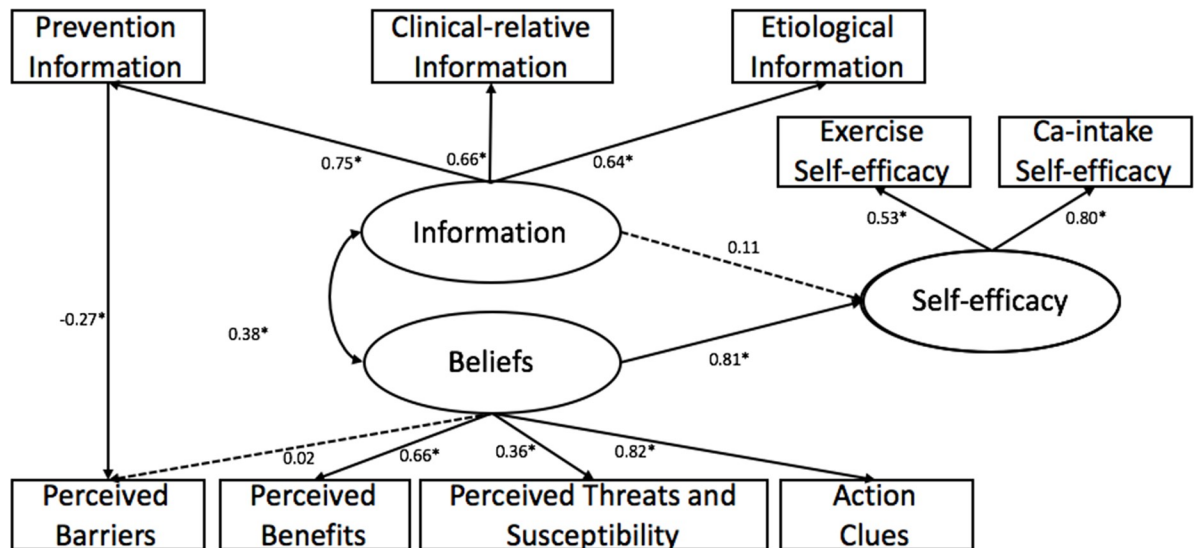 Prevention
Information
Clinical-relative
Information
Etiological
Information
Exercise
Self-efficacy
Ca-intake
Self-efficacy
0.75*
0.66*
0.64*
0.53*
0.80*
Information
0.11
Self-efficacy
-0.27*
0.38*
Beliefs
0.81*
0.02
0.66*
0.36*
0.82*
Perceived
Barriers
Perceived
Benefits
Perceived Threats and
Susceptibility
Action
Clues